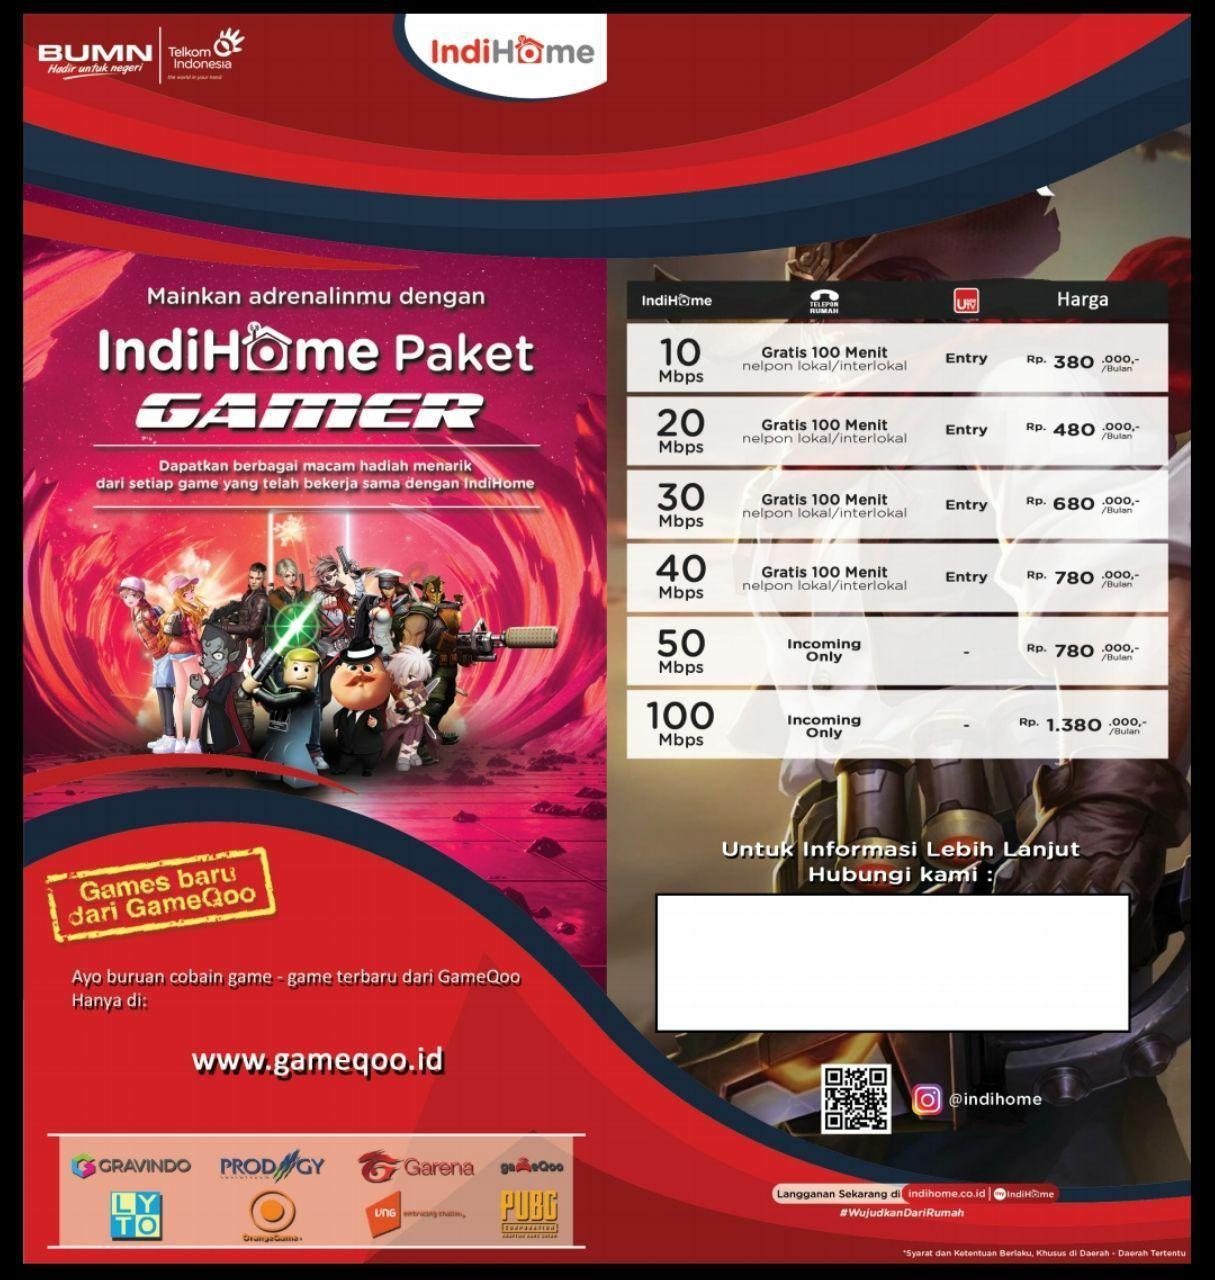 BUMN
Hadir untuk negeri
Telkom
Indonesia
the world in your hand
IndiHome
Mainkan adrenalinmu dengan
IndiHome Paket
GAMER
Dapatkan berbagai macam hadiah menarik
dari setiap game yang telah bekerja sama dengan IndiHome
Games baru
dari GameQoo
Ayo buruan cobain game - game terbaru dari GameQoo
Hanya di:
www.gameqoo.id
GRAVINDO PRODIGY Garena gameQoo
LYTO OrangeGame VNG PUBG
CORPORATION
IndiHome TELEPON RUMAH UseeTV Harga
10 Mbps Gratis 100 Menit nelpon lokal/interlokal Entry Rp. 380 .000,- /Bulan
20 Mbps Gratis 100 Menit nelpon lokal/interlokal Entry Rp. 480 .000,- /Bulan
30 Mbps Gratis 100 Menit nelpon lokal/interlokal Entry Rp. 680 .000,- /Bulan
40 Mbps Gratis 100 Menit nelpon lokal/interlokal Entry Rp. 780 .000,- /Bulan
50 Mbps Incoming Only - Rp. 780 .000,- /Bulan
100 Mbps Incoming Only - Rp. 1.380 .000,- /Bulan
Untuk Informasi Lebih Lanjut
Hubungi kami :
@indihome
Langganan Sekarang di indihome.co.id | my IndiHome
#WujudkanDariRumah
*Syarat dan Ketentuan Berlaku, Khusus di Daerah - Daerah Tertentu